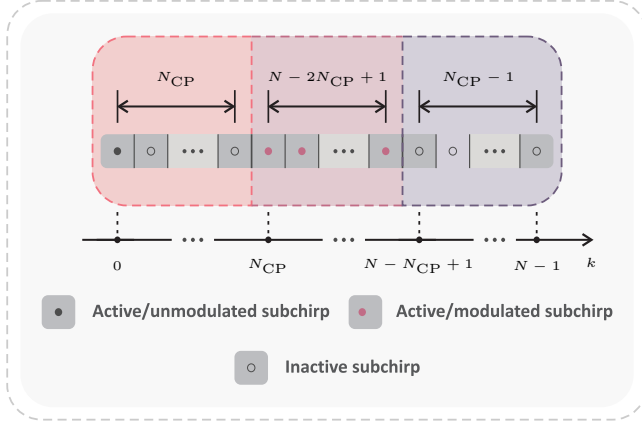 N_CP N − 2N_CP + 1 N_CP − 1
0 N_CP N − N_CP + 1 N − 1 k
Active/unmodulated subchirp Active/modulated subchirp
Inactive subchirp